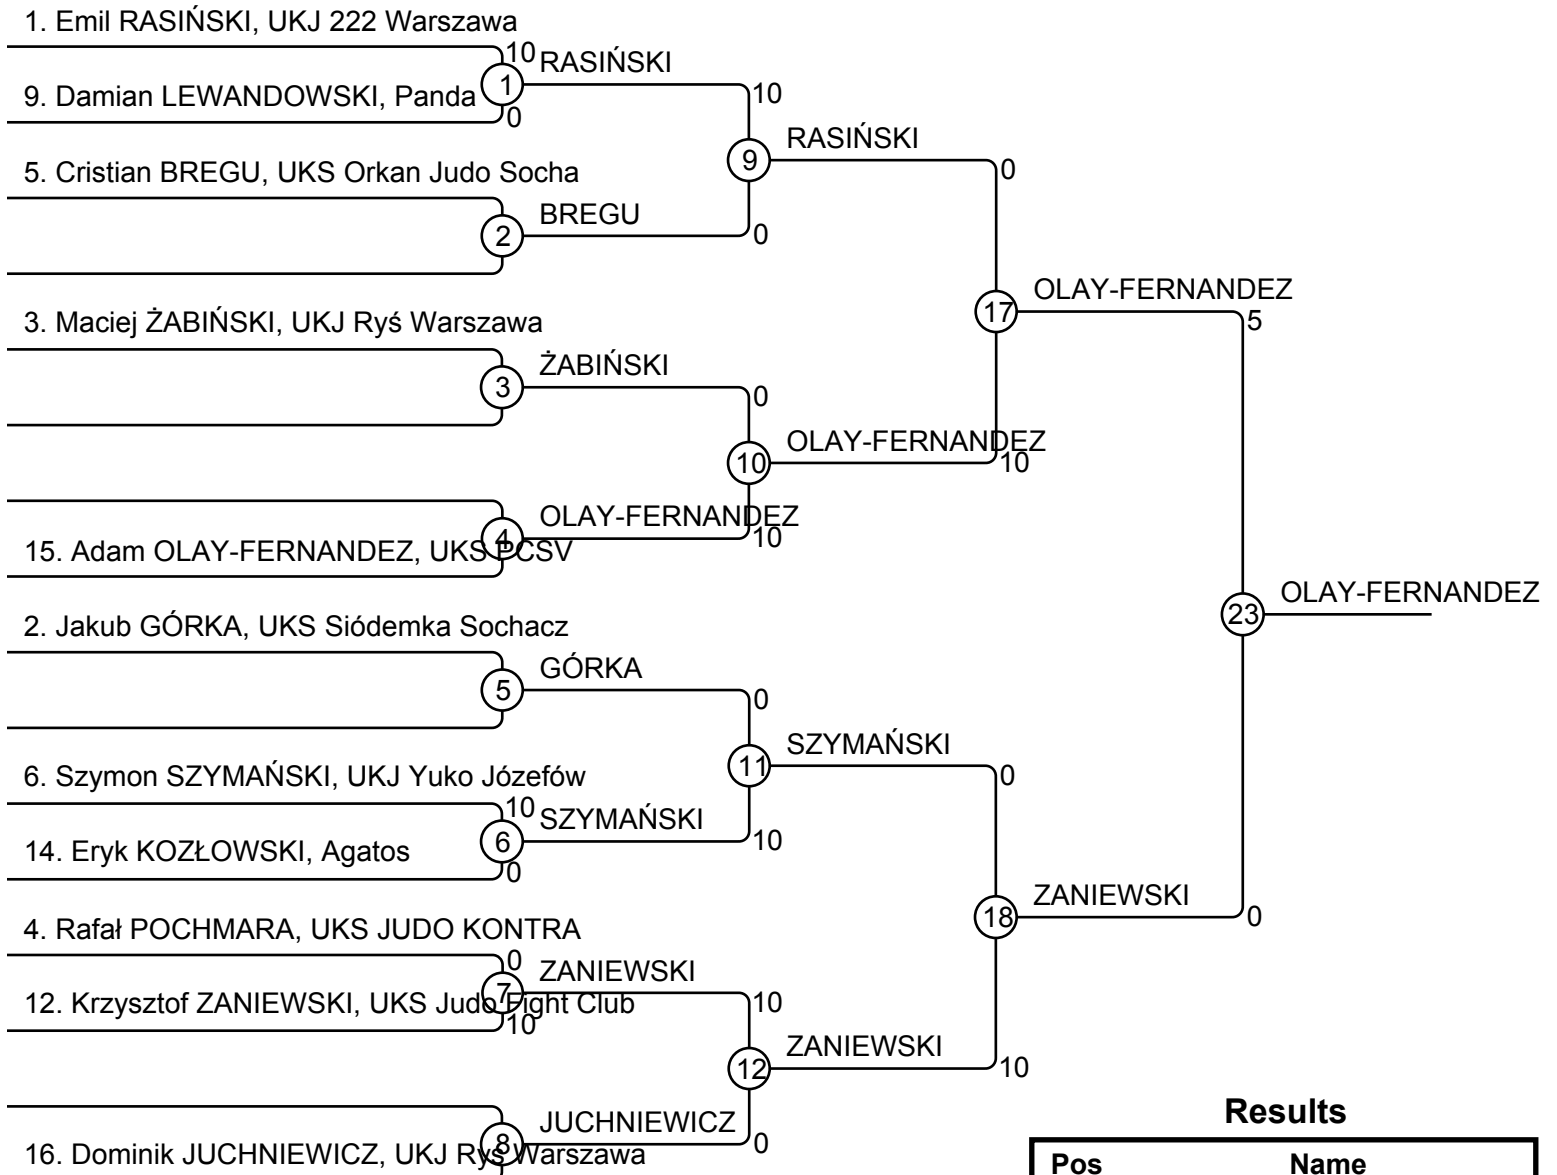 1. Emil RASIŃSKI, UKJ 222 Warszawa
10
RASIŃSKI
1
10
9. Damian LEWANDOWSKI, Panda
0
RASIŃSKI
9
0
5. Cristian BREGU, UKS Orkan Judo Socha
BREGU
2
0
OLAY-FERNANDEZ
17
5
3. Maciej ŻABIŃSKI, UKJ Ryś Warszawa
ŻABIŃSKI
3
0
OLAY-FERNANDEZ
10
10
OLAY-FERNANDEZ
4
10
15. Adam OLAY-FERNANDEZ, UKS PCSV
OLAY-FERNANDEZ
23
2. Jakub GÓRKA, UKS Siódemka Sochacz
GÓRKA
5
0
SZYMAŃSKI
11
0
6. Szymon SZYMAŃSKI, UKJ Yuko Józefów
10
SZYMAŃSKI
6
10
14. Eryk KOZŁOWSKI, Agatos
0
ZANIEWSKI
18
0
4. Rafał POCHMARA, UKS JUDO KONTRA
0
ZANIEWSKI
7
10
12. Krzysztof ZANIEWSKI, UKS Judo Fight Club
10
ZANIEWSKI
12
10
JUCHNIEWICZ
8
0
16. Dominik JUCHNIEWICZ, UKJ Ryś Warszawa
Results
Pos Name